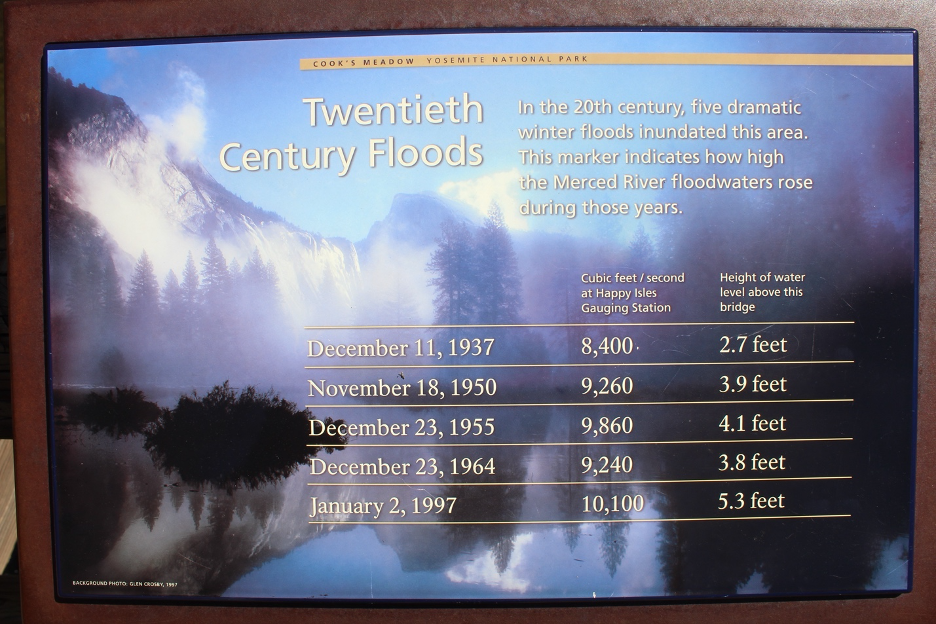 COOK'S MEADOW YOSEMITE NATIONAL PARK
Twentieth
Century Floods
In the 20th century, five dramatic
winter floods inundated this area.
This marker indicates how high
the Merced River floodwaters rose
during those years.
Cubic feet / second
at Happy Isles
Gauging Station
Height of water
level above this
bridge
December 11, 1937 8,400 2.7 feet
November 18, 1950 9,260 3.9 feet
December 23, 1955 9,860 4.1 feet
December 23, 1964 9,240 3.8 feet
January 2, 1997 10,100 5.3 feet
BACKGROUND PHOTO: GLEN CROSBY, 1997